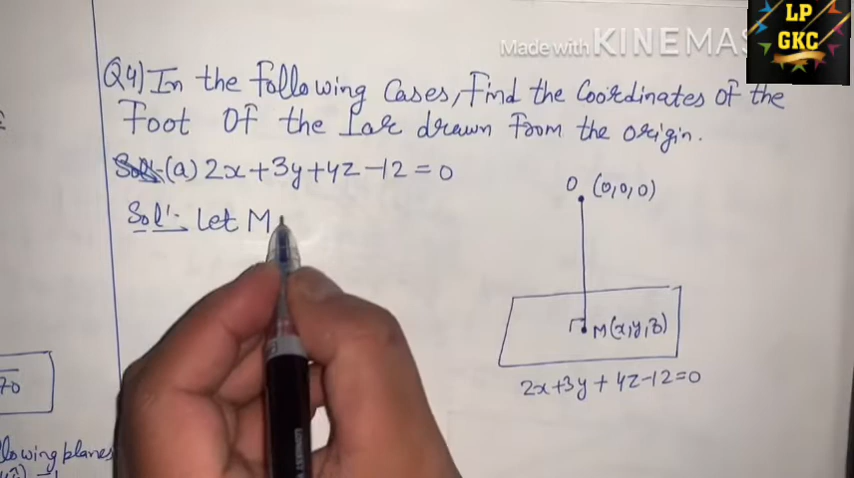 Made with KINEMAS
LP
GKC
Q4) In the following Cases, Find the Coordinates of the
Foot Of the Lar drawn from the origin.
(a) 2x+3y+4z-12=0
Sol':- Let M
O (0,0,0)
M(x,y,z)
2x+3y+4z-12=0
70
llowing planes